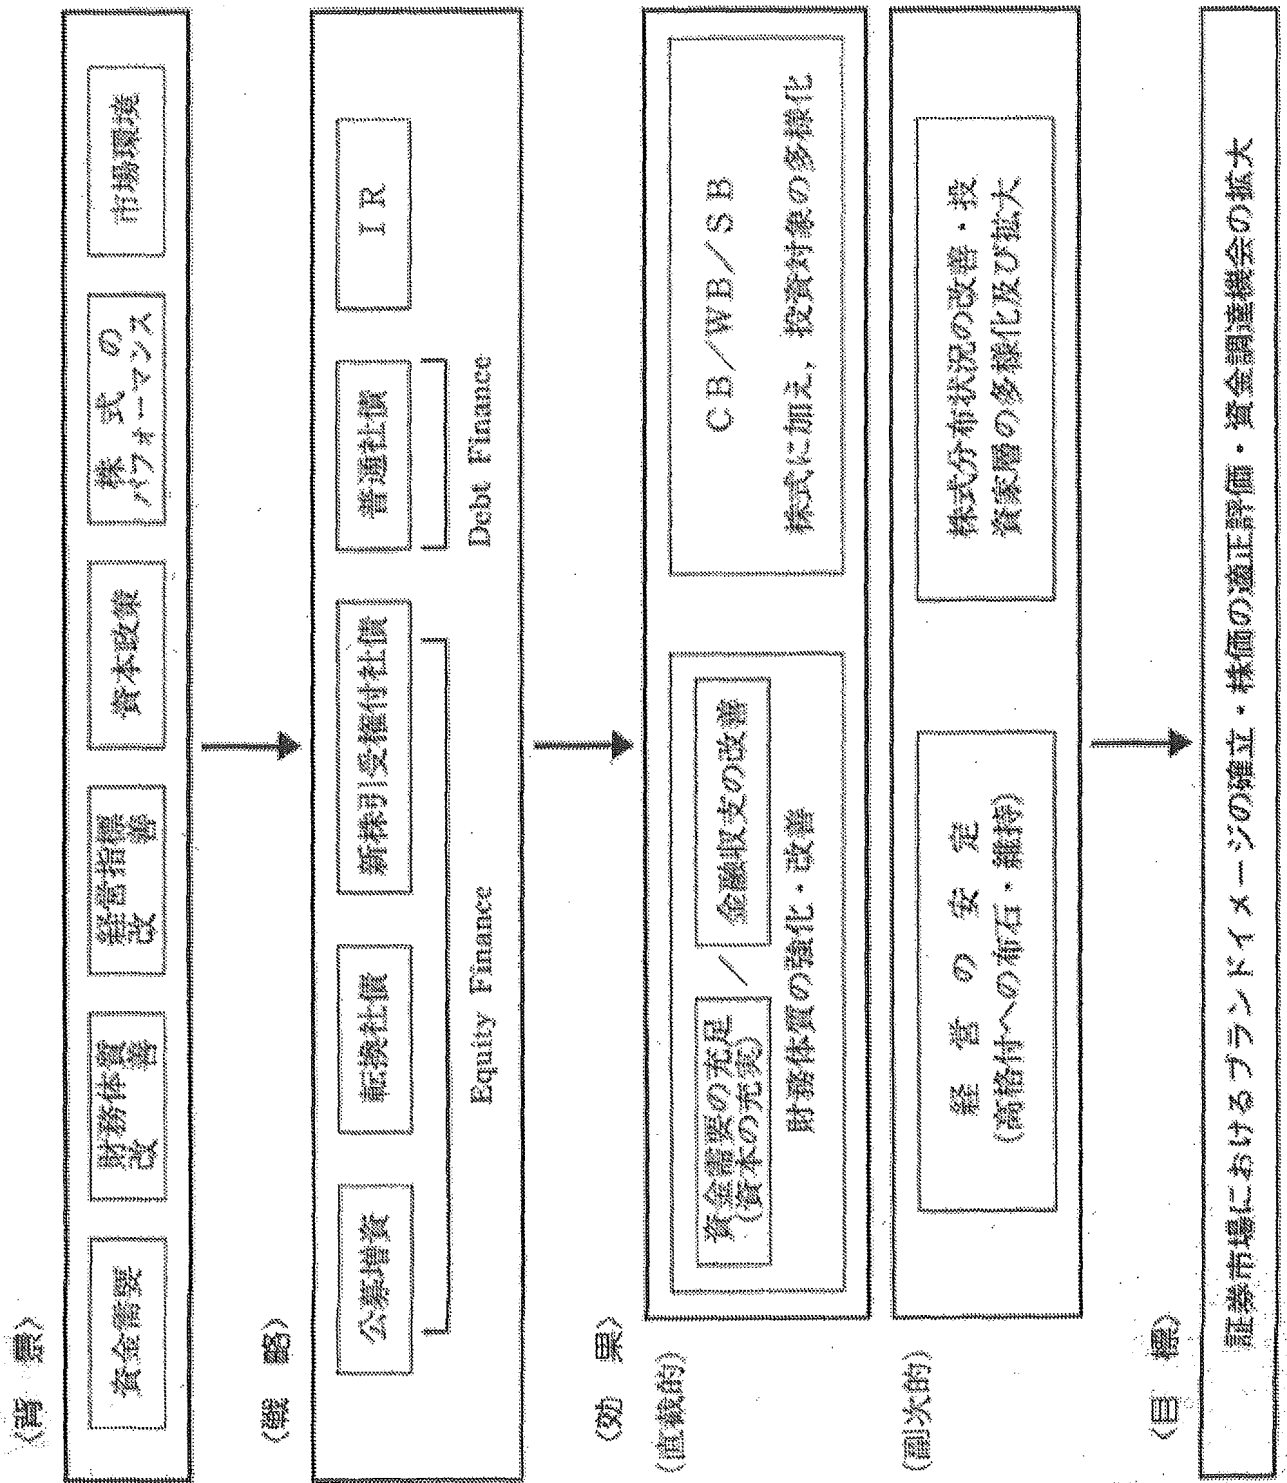 〈背　景〉
資金需要
財務体質
改　　善
経営指標
改　　善
資本政策
株　式　の
パフォーマンス
市場環境
〈戦　略〉
公募増資
転換社債
新株引受権付社債
普通社債
ＩＲ
Equity Finance
Debt Finance
〈効　果〉
(直截的)
資金需要の充足
(資本の充実)
／
金融収支の改善
財務体質の強化・改善
ＣＢ／ＷＢ／ＳＢ
株式に加え，投資対象の多様化
(副次的)
経　営　の　安　定
(高格付への布石・維持)
株式分布状況の改善・投
資家層の多様化及び拡大
〈目　標〉
証券市場におけるブランドイメージの確立・株価の適正評価・資金調達機会の拡大